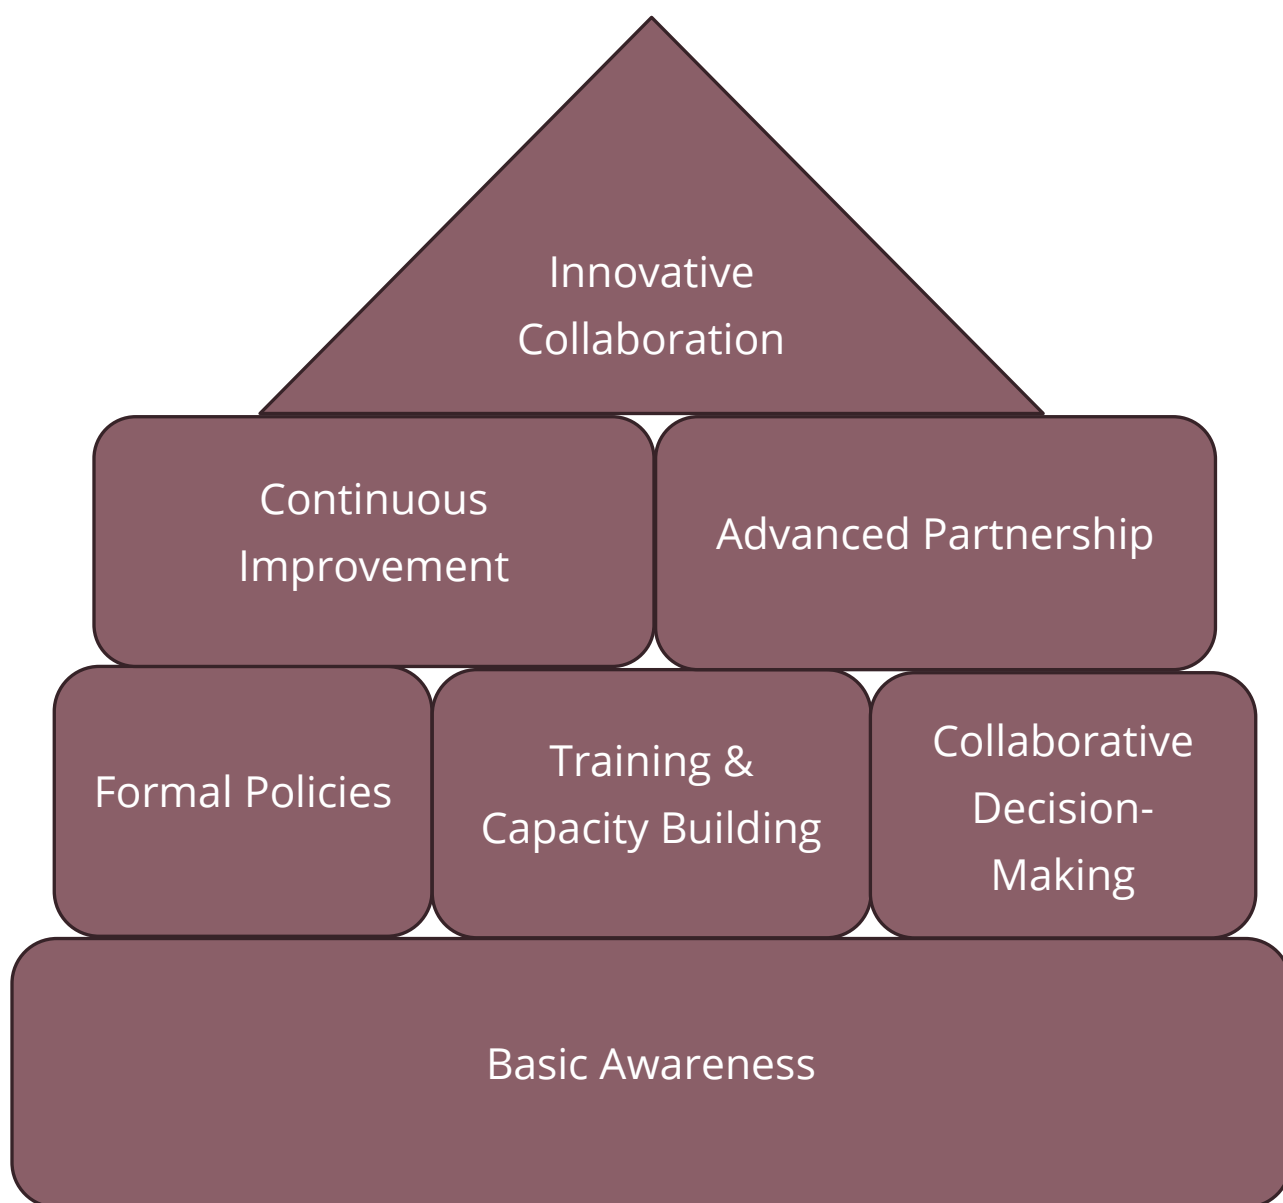 Innovative
Collaboration
Continuous
Improvement
Advanced Partnership
Formal Policies
Training &
Capacity Building
Collaborative
Decision-
Making
Basic Awareness